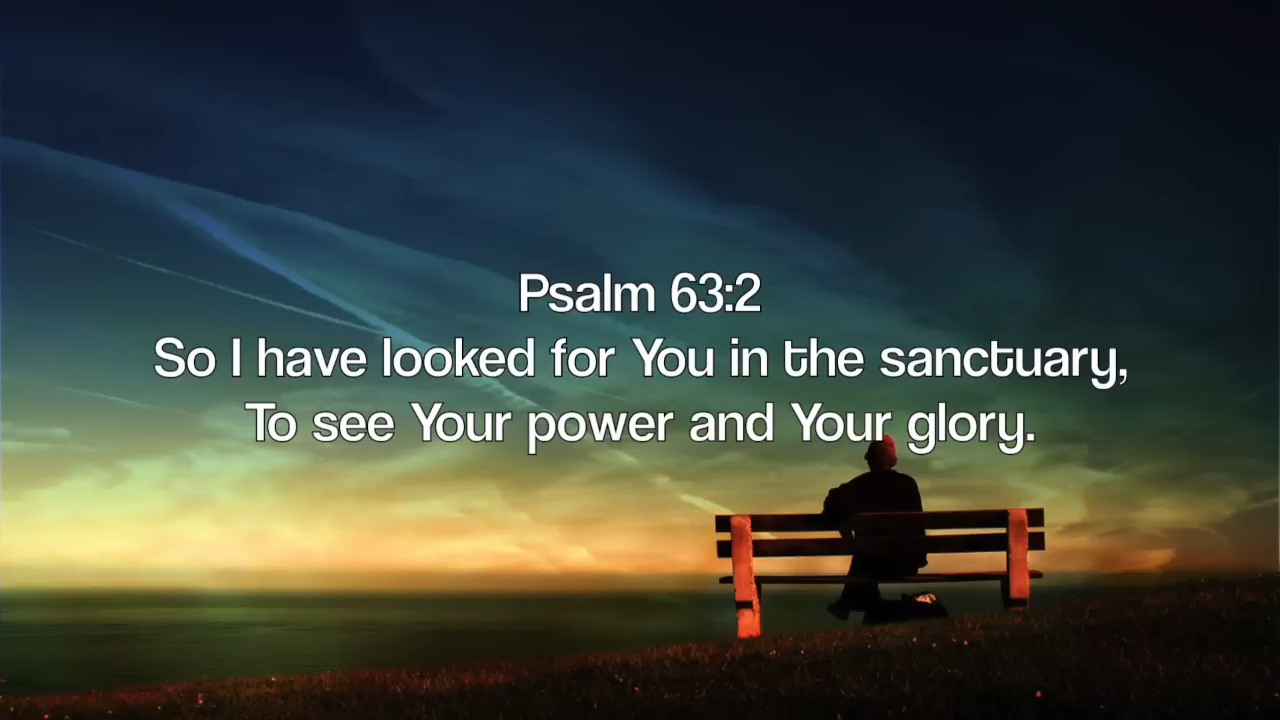 Psalm 63:2
So I have looked for You in the sanctuary,
To see Your power and Your glory.